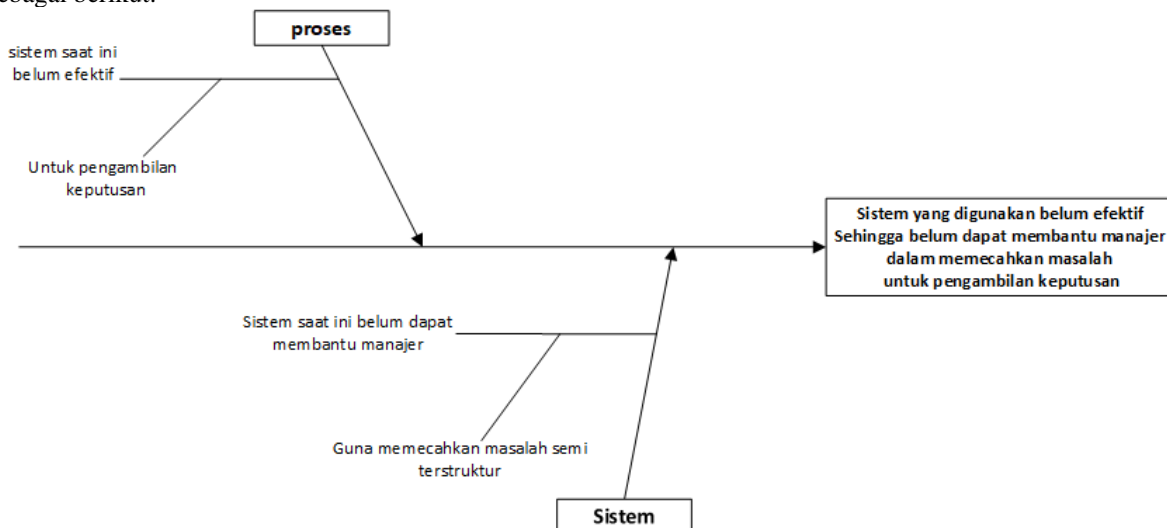 sebagai berikut:
proses
sistem saat ini
belum efektif
Untuk pengambilan
keputusan
Sistem yang digunakan belum efektif
Sehingga belum dapat membantu manajer
dalam memecahkan masalah
untuk pengambilan keputusan
Sistem saat ini belum dapat
membantu manajer
Guna memecahkan masalah semi
terstruktur
Sistem